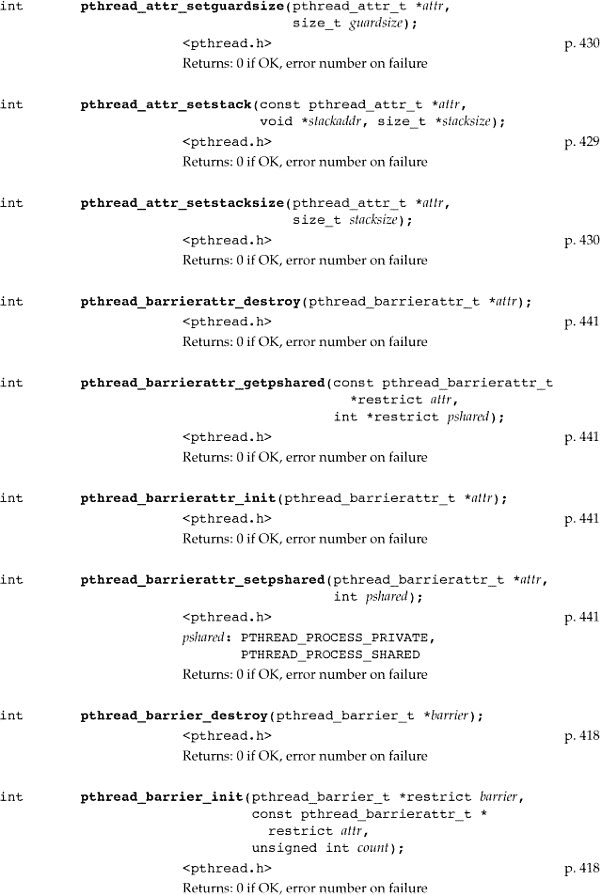 int pthread_attr_setguardsize(pthread_attr_t *attr,
size_t guardsize);
<pthread.h> p. 430
Returns: 0 if OK, error number on failure
int pthread_attr_setstack(const pthread_attr_t *attr,
void *stackaddr, size_t *stacksize);
<pthread.h> p. 429
Returns: 0 if OK, error number on failure
int pthread_attr_setstacksize(pthread_attr_t *attr,
size_t stacksize);
<pthread.h> p. 430
Returns: 0 if OK, error number on failure
int pthread_barrierattr_destroy(pthread_barrierattr_t *attr);
<pthread.h> p. 441
Returns: 0 if OK, error number on failure
int pthread_barrierattr_getpshared(const pthread_barrierattr_t
*restrict attr,
int *restrict pshared);
<pthread.h> p. 441
Returns: 0 if OK, error number on failure
int pthread_barrierattr_init(pthread_barrierattr_t *attr);
<pthread.h> p. 441
Returns: 0 if OK, error number on failure
int pthread_barrierattr_setpshared(pthread_barrierattr_t *attr,
int pshared);
<pthread.h> p. 441
pshared: PTHREAD_PROCESS_PRIVATE,
PTHREAD_PROCESS_SHARED
Returns: 0 if OK, error number on failure
int pthread_barrier_destroy(pthread_barrier_t *barrier);
<pthread.h> p. 418
Returns: 0 if OK, error number on failure
int pthread_barrier_init(pthread_barrier_t *restrict barrier,
const pthread_barrierattr_t *
restrict attr,
unsigned int count);
<pthread.h> p. 418
Returns: 0 if OK, error number on failure